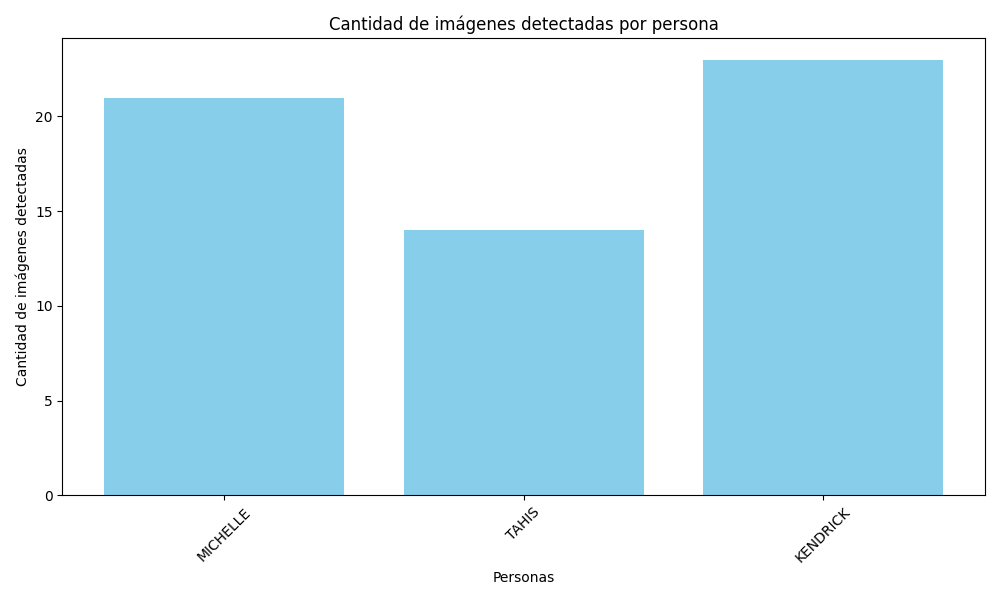 Cantidad de imágenes detectadas por persona
Cantidad de imágenes detectadas
20
15
10
5
0
MICHELLE
TAHIS
KENDRICK
Personas